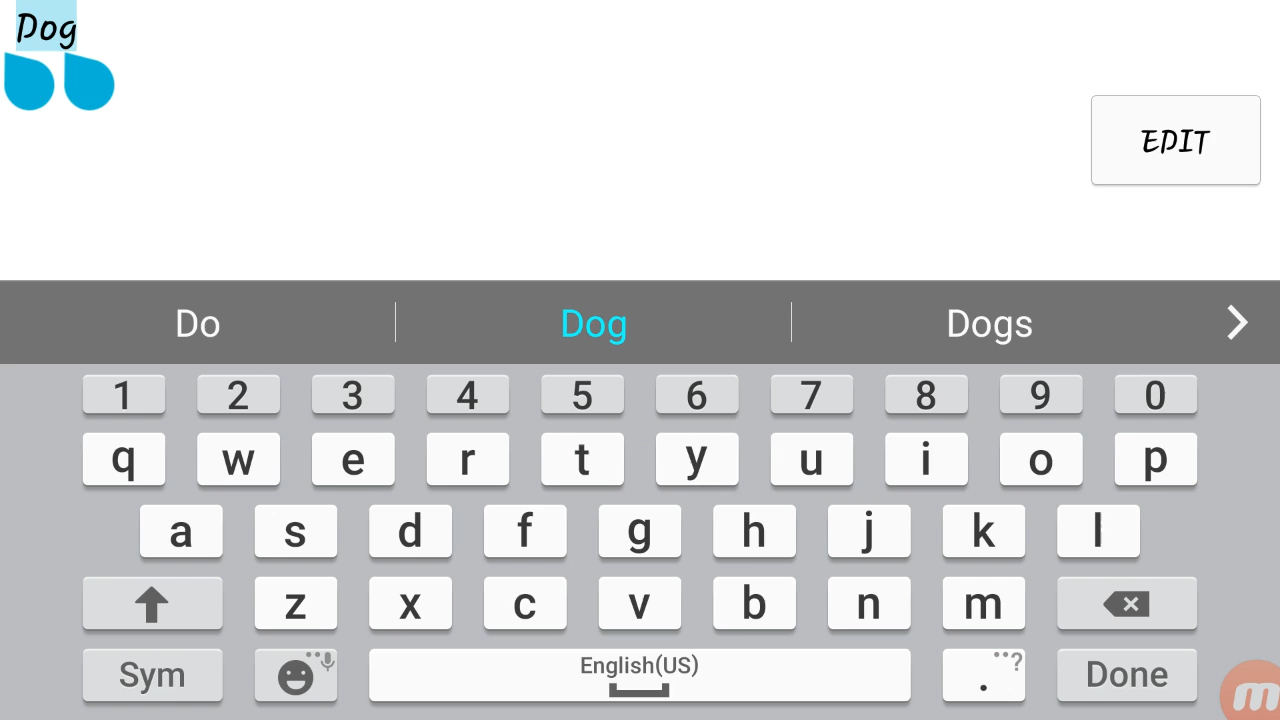 Dog
EDIT
Do Dog Dogs
1 2 3 4 5 6 7 8 9 0
q w e r t y u i o p
a s d f g h j k l
z x c v b n m
Sym English(US) . ? Done
m